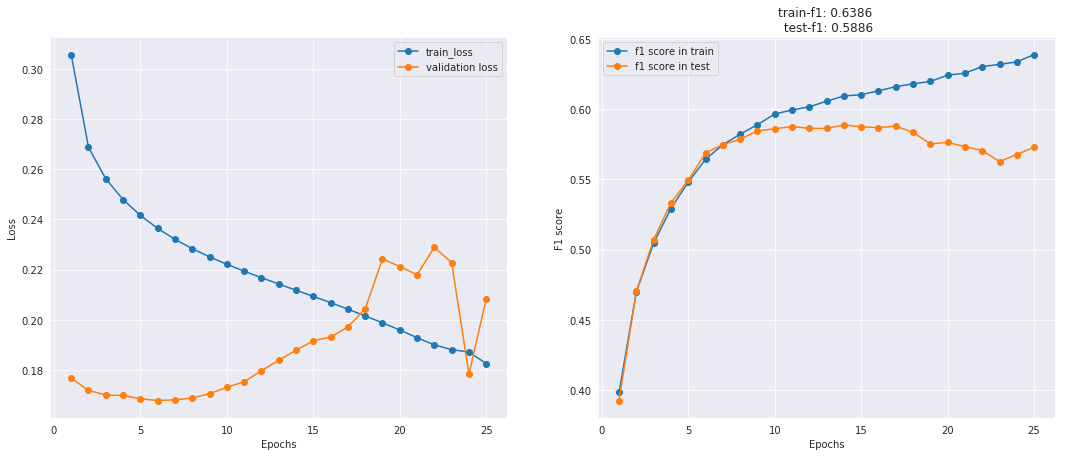 train_loss
validation loss
Loss
0.30
0.28
0.26
0.24
0.22
0.20
0.18
0
5
10
15
20
25
Epochs
train-f1: 0.6386
test-f1: 0.5886
f1 score in train
f1 score in test
F1 score
0.65
0.60
0.55
0.50
0.45
0.40
0
5
10
15
20
25
Epochs